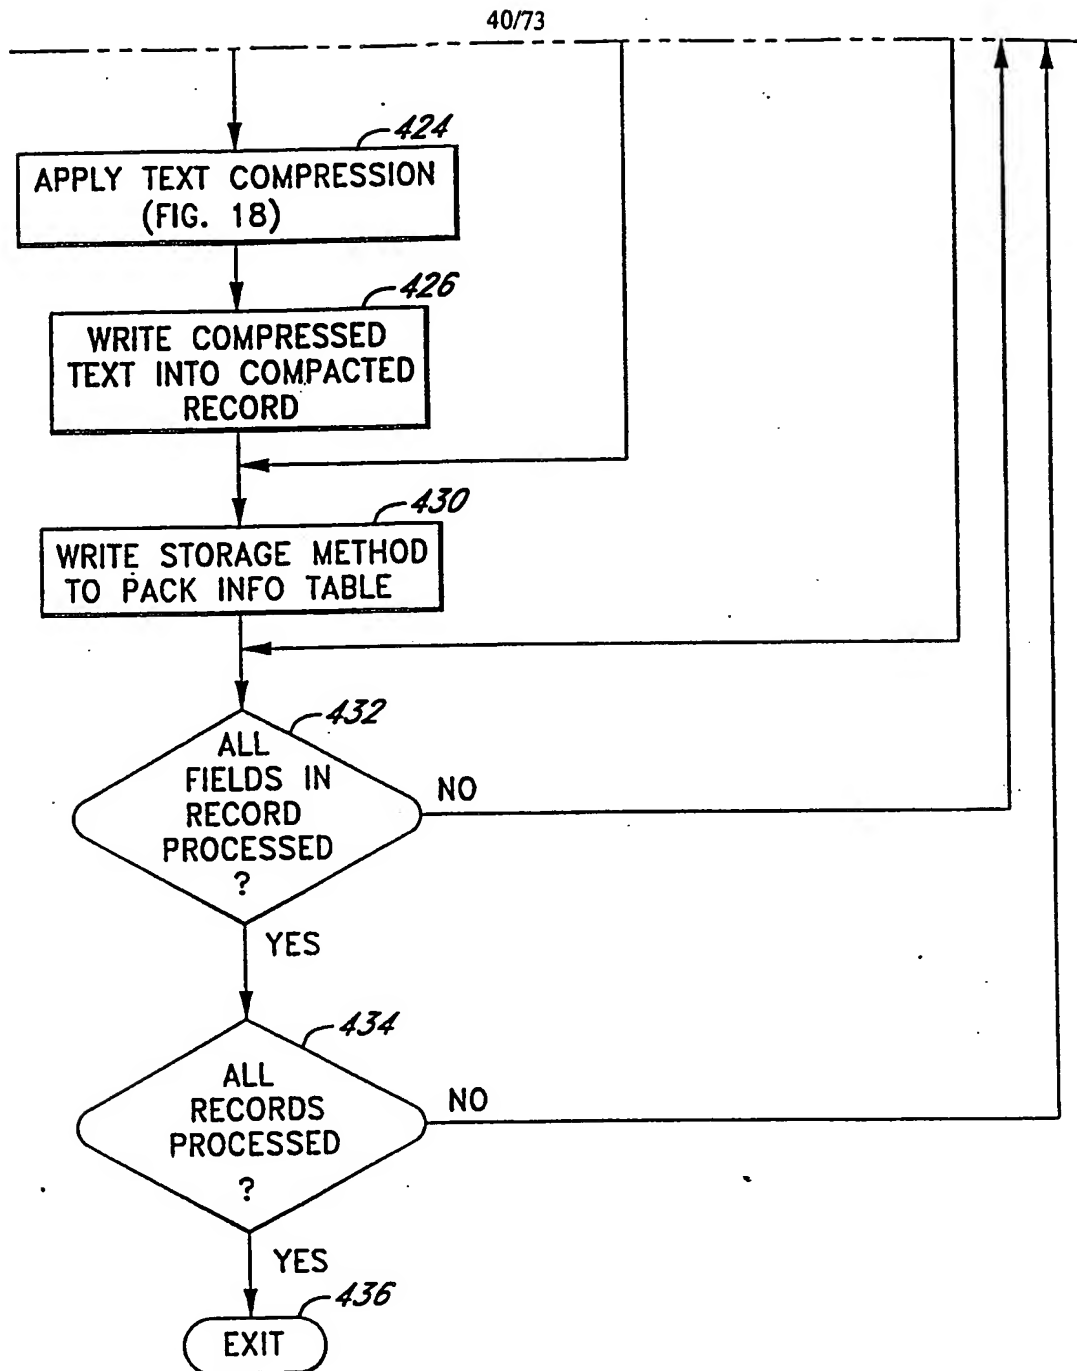 40/73
424
APPLY TEXT COMPRESSION
(FIG. 18)
426
WRITE COMPRESSED
TEXT INTO COMPACTED
RECORD
430
WRITE STORAGE METHOD
TO PACK INFO TABLE
432
ALL
FIELDS IN
RECORD
PROCESSED
?
NO
YES
434
ALL
RECORDS
PROCESSED
?
NO
YES
436
EXIT